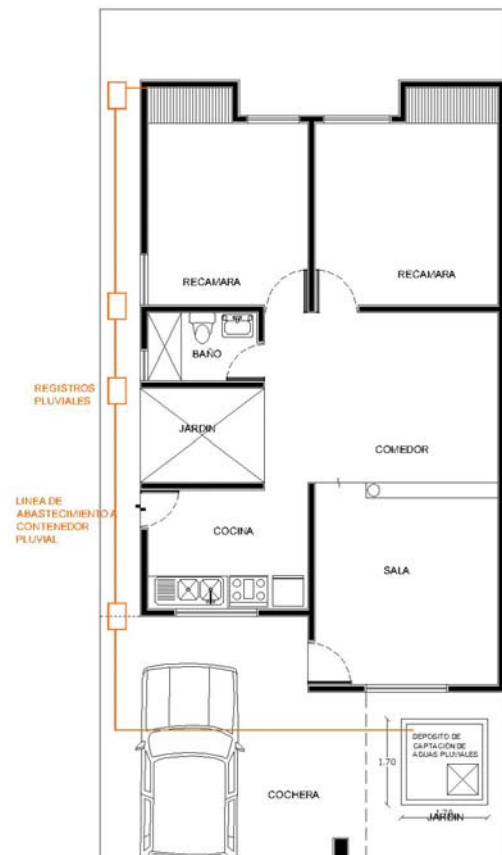 RECAMARA
RECAMARA
BAÑO
REGISTROS
PLUVIALES
JARDIN
COMEDOR
LINEA DE
ABASTECIMIENTO A
CONTENEDOR
PLUVIAL
COCINA
SALA
DEPOSITO DE
CAPTACIÓN DE
AGUAS PLUVIALES
1.70
COCHERA
1.70
JARDIN